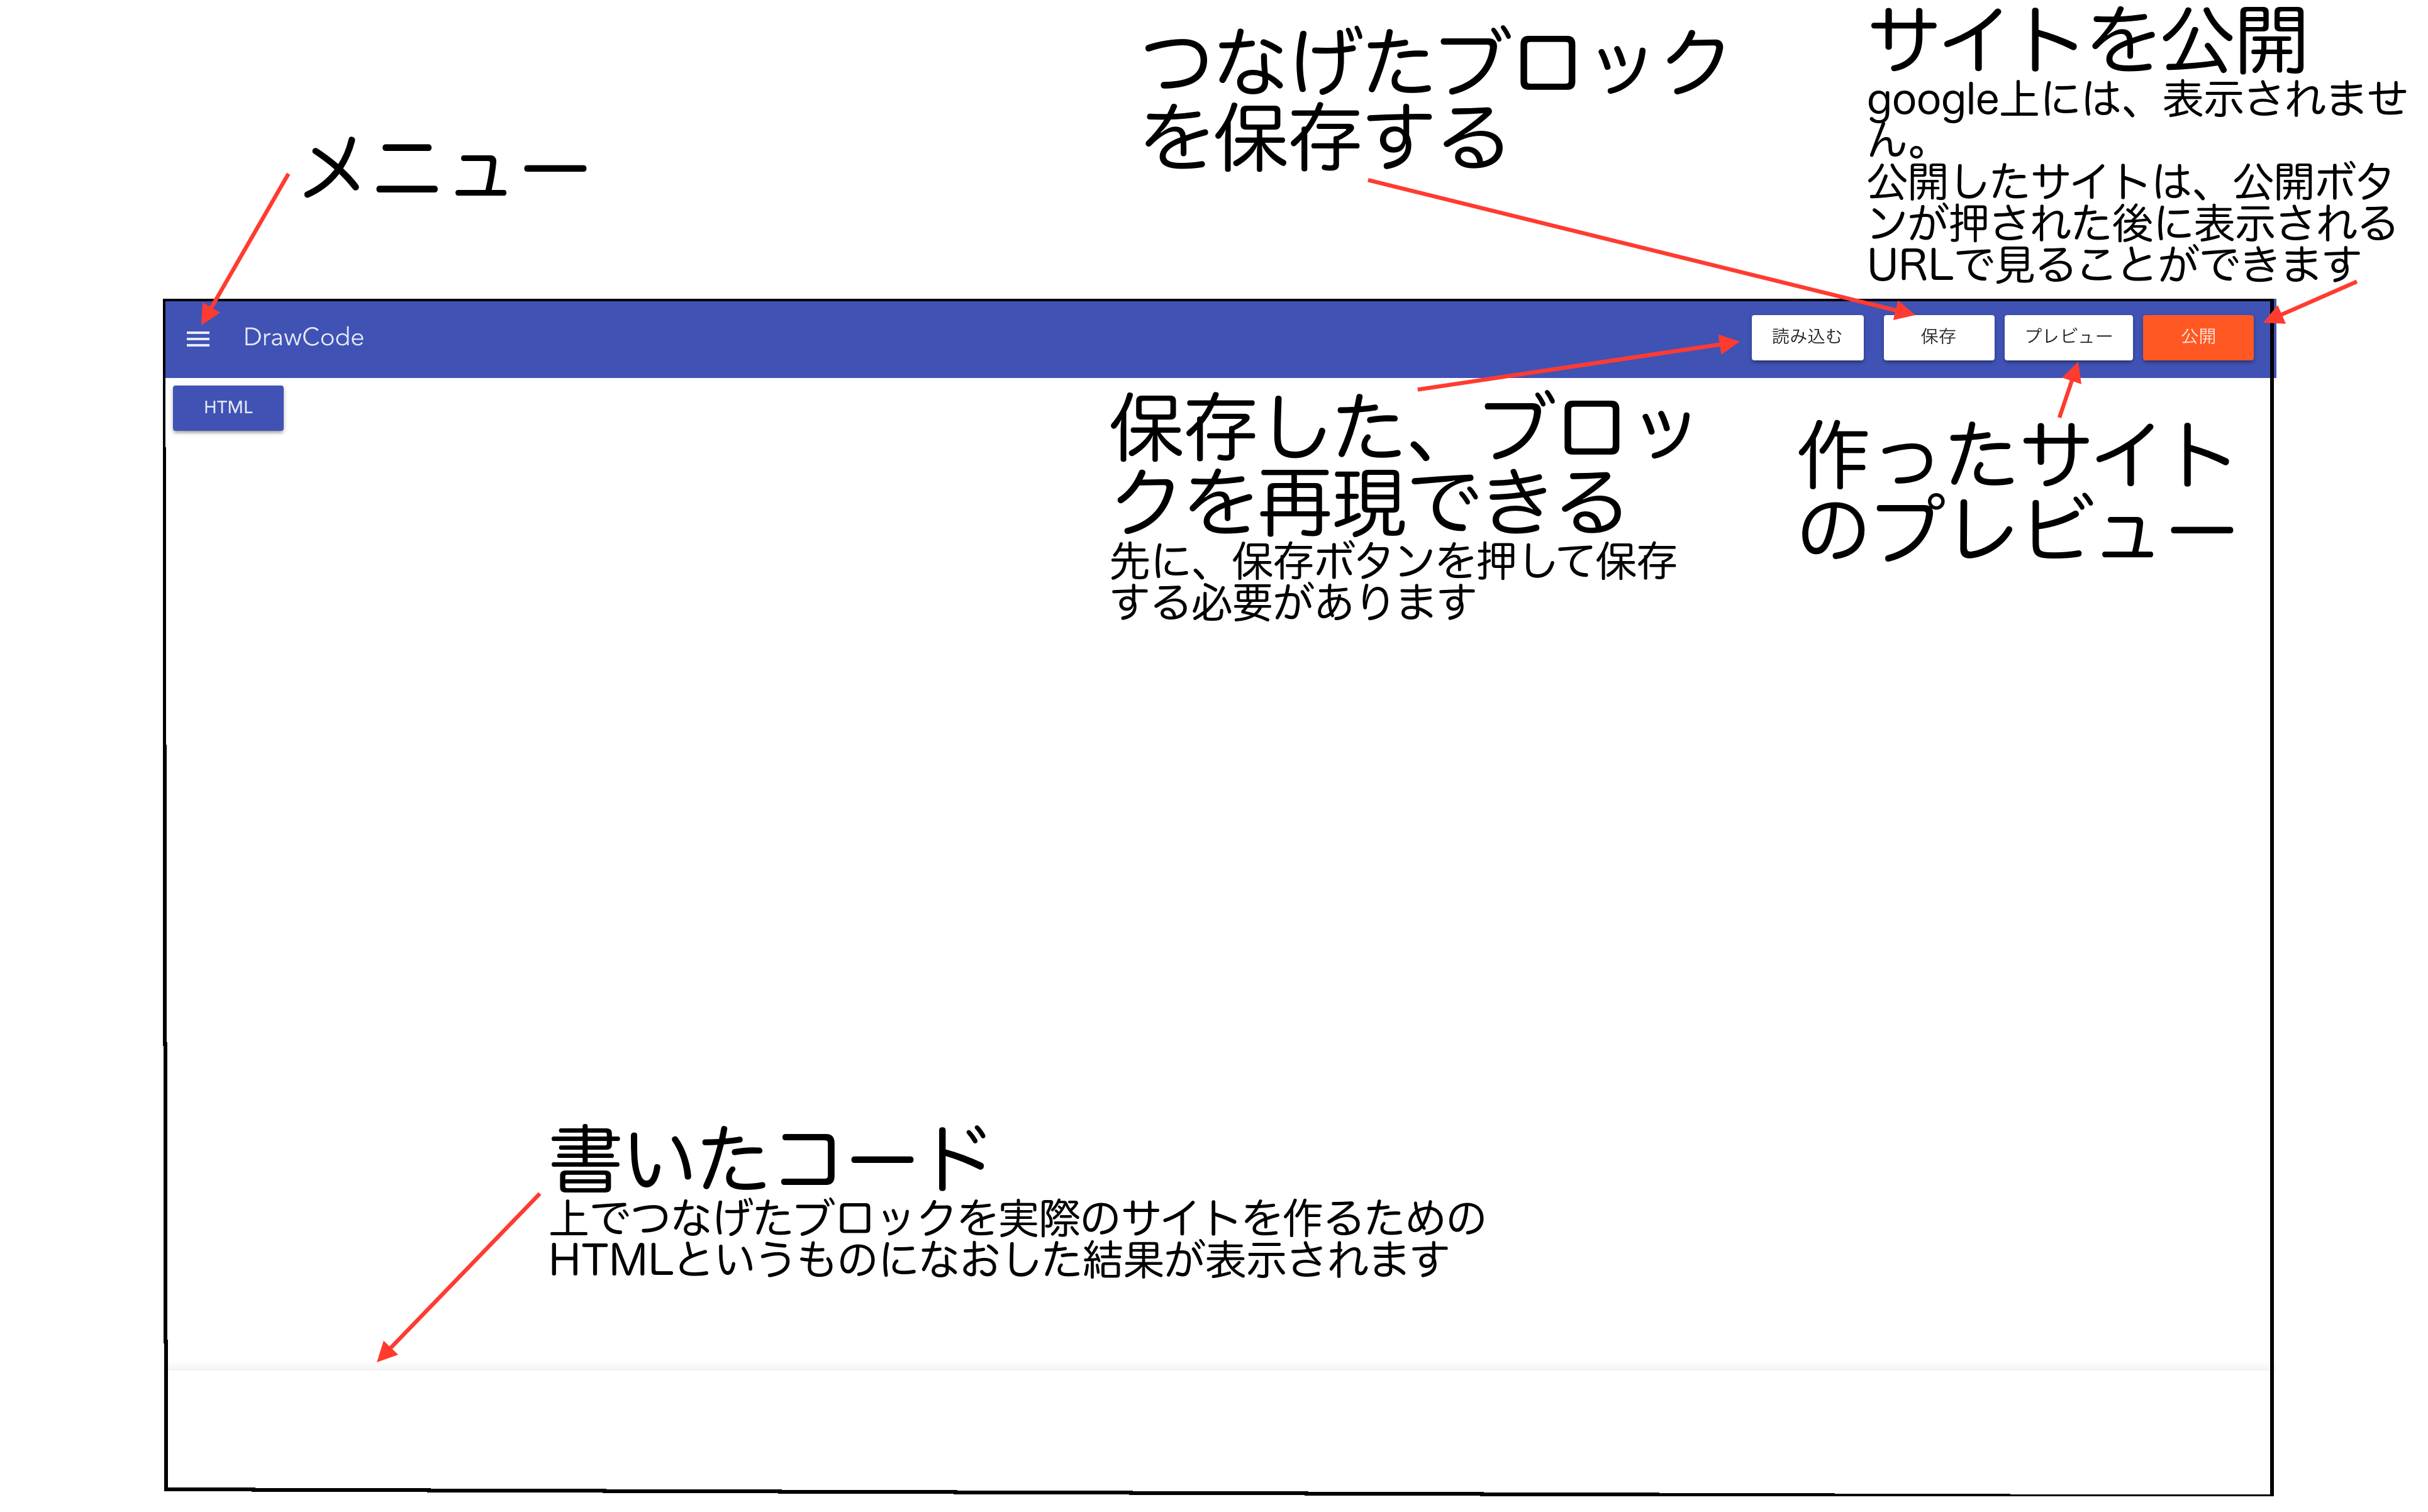 メニュー
つなげたブロック
を保存する
サイトを公開
google上には、表示されませ
ん。
公開したサイトは、公開ボタ
ンが押された後に表示される
URLで見ることができます
DrawCode
読み込む
保存
プレビュー
公開
HTML
保存した、ブロッ
クを再現できる
先に、保存ボタンを押して保存
する必要があります
作ったサイト
のプレビュー
書いたコード
上でつなげたブロックを実際のサイトを作るための
HTMLというものになおした結果が表示されます